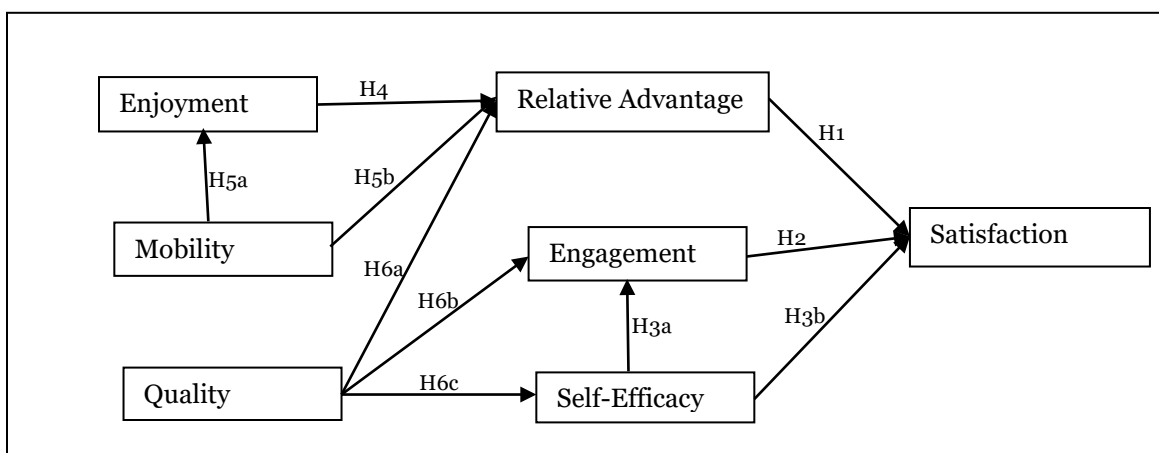 Enjoyment
H4
Relative Advantage
H1
H5a
H5b
Mobility
H6a
Engagement
H2
Satisfaction
H6b
H3a
H3b
Quality
H6c
Self-Efficacy